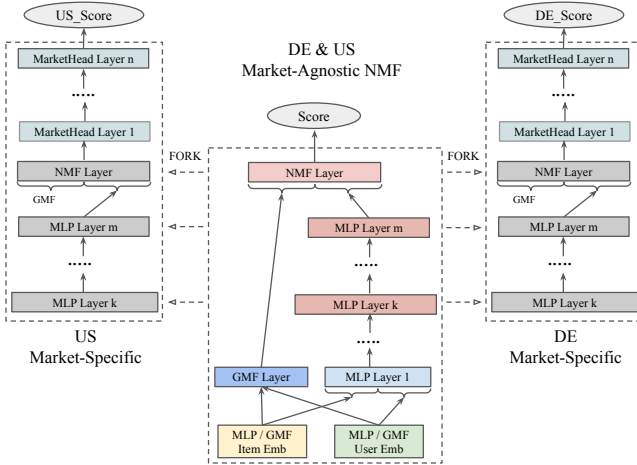 US_Score
MarketHead Layer n
.....
MarketHead Layer 1
NMF Layer
GMF
MLP Layer m
.....
MLP Layer k
US
Market-Specific
DE & US
Market-Agnostic NMF
Score
FORK
FORK
NMF Layer
MLP Layer m
.....
MLP Layer k
.....
GMF Layer
MLP Layer 1
MLP / GMF
Item Emb
MLP / GMF
User Emb
DE_Score
MarketHead Layer n
.....
MarketHead Layer 1
NMF Layer
GMF
MLP Layer m
.....
MLP Layer k
DE
Market-Specific